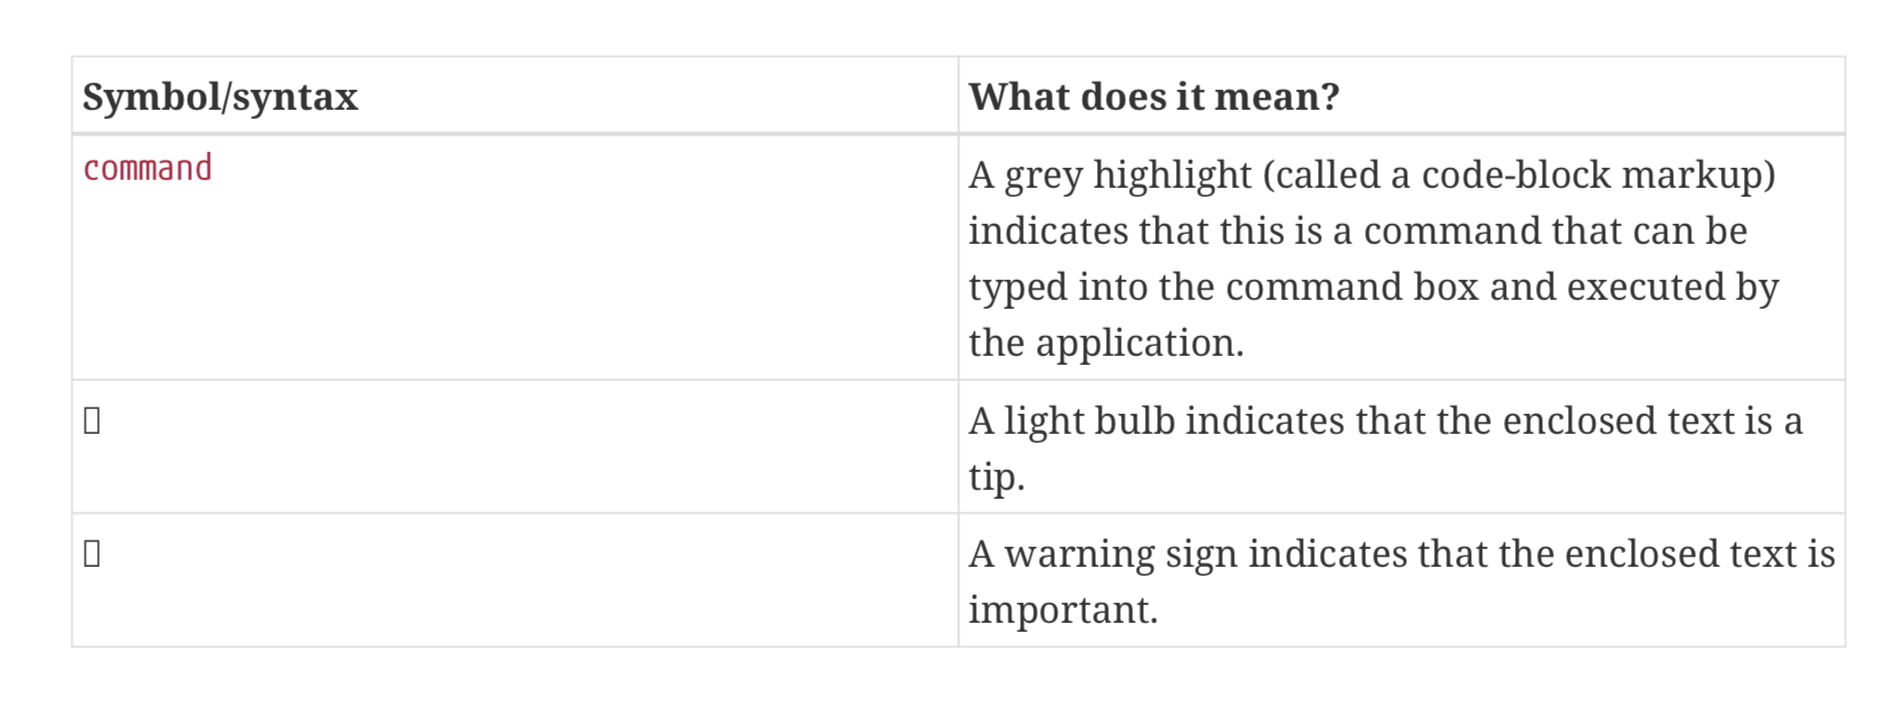 Symbol/syntax
What does it mean?
command
A grey highlight (called a code-block markup)
indicates that this is a command that can be
typed into the command box and executed by
the application.
▯
A light bulb indicates that the enclosed text is a
tip.
▯
A warning sign indicates that the enclosed text is
important.